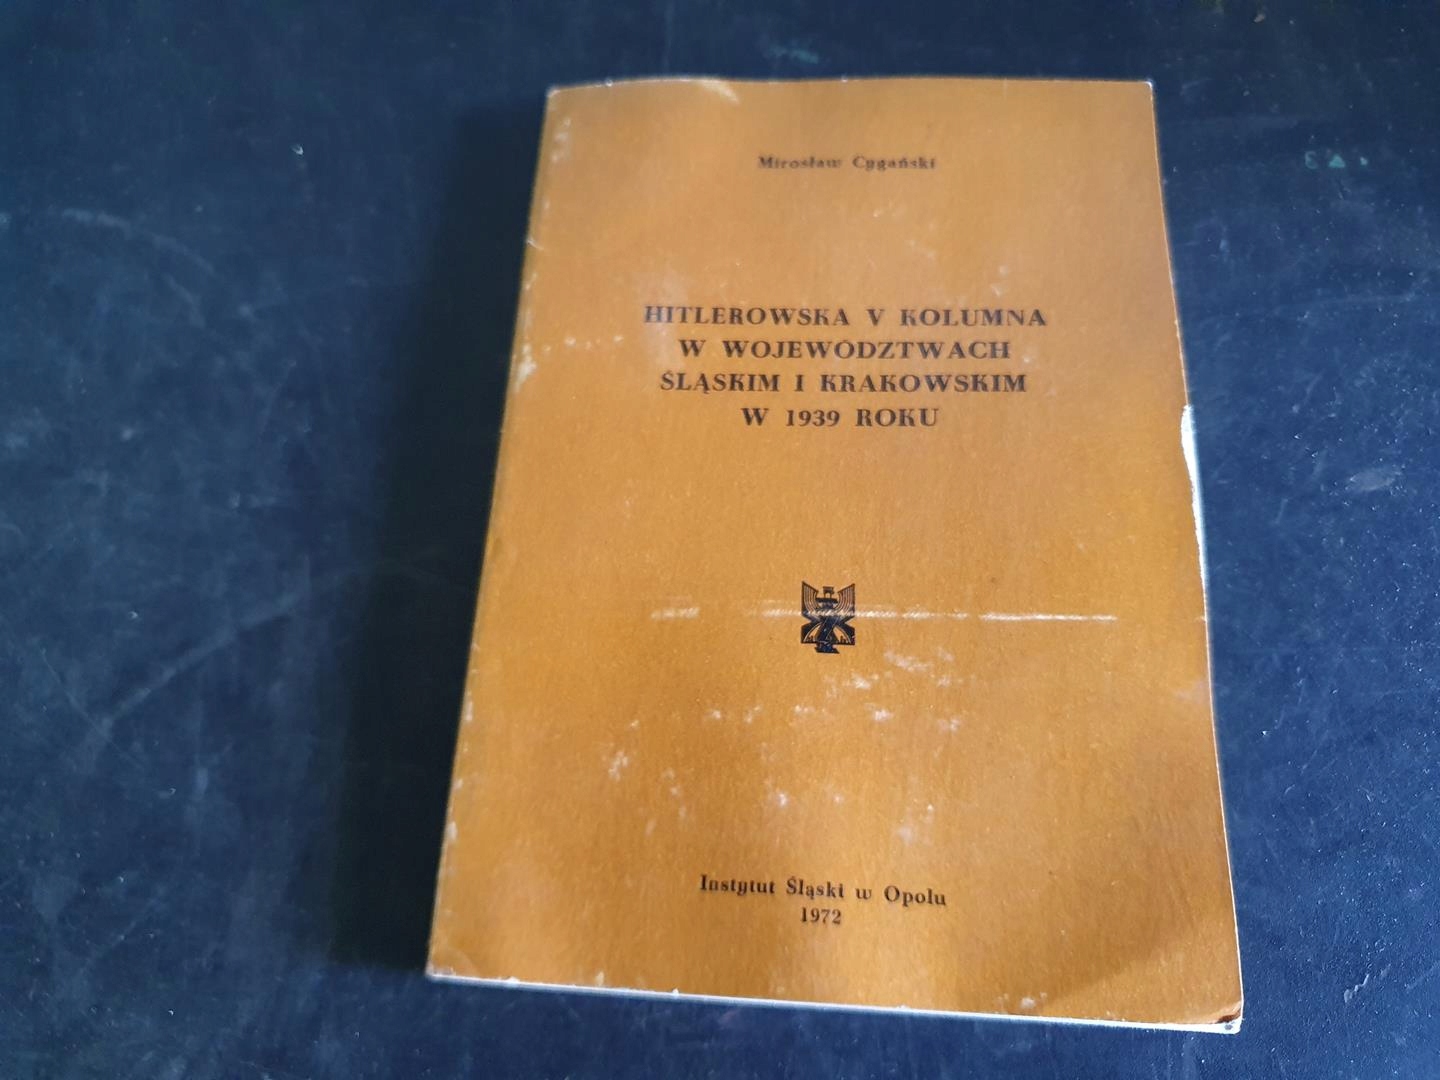 Mirosław Cygański
HITLEROWSKA V KOLUMNA
W WOJEWÓDZTWACH
ŚLĄSKIM I KRAKOWSKIM
W 1939 ROKU
Instytut Śląski w Opolu
1972